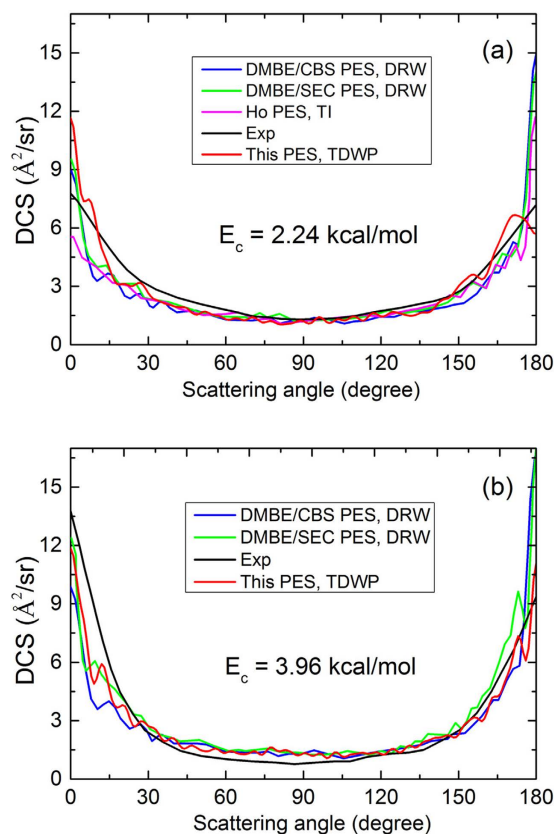 (a)
DMBE/CBS PES, DRW
DMBE/SEC PES, DRW
Ho PES, TI
Exp
This PES, TDWP
E_c = 2.24 kcal/mol
DCS (Å²/sr)
15
12
9
6
3
0
0 30 60 90 120 150 180
Scattering angle (degree)
(b)
DMBE/CBS PES, DRW
DMBE/SEC PES, DRW
Exp
This PES, TDWP
E_c = 3.96 kcal/mol
DCS (Å²/sr)
15
12
9
6
3
0
0 30 60 90 120 150 180
Scattering angle (degree)